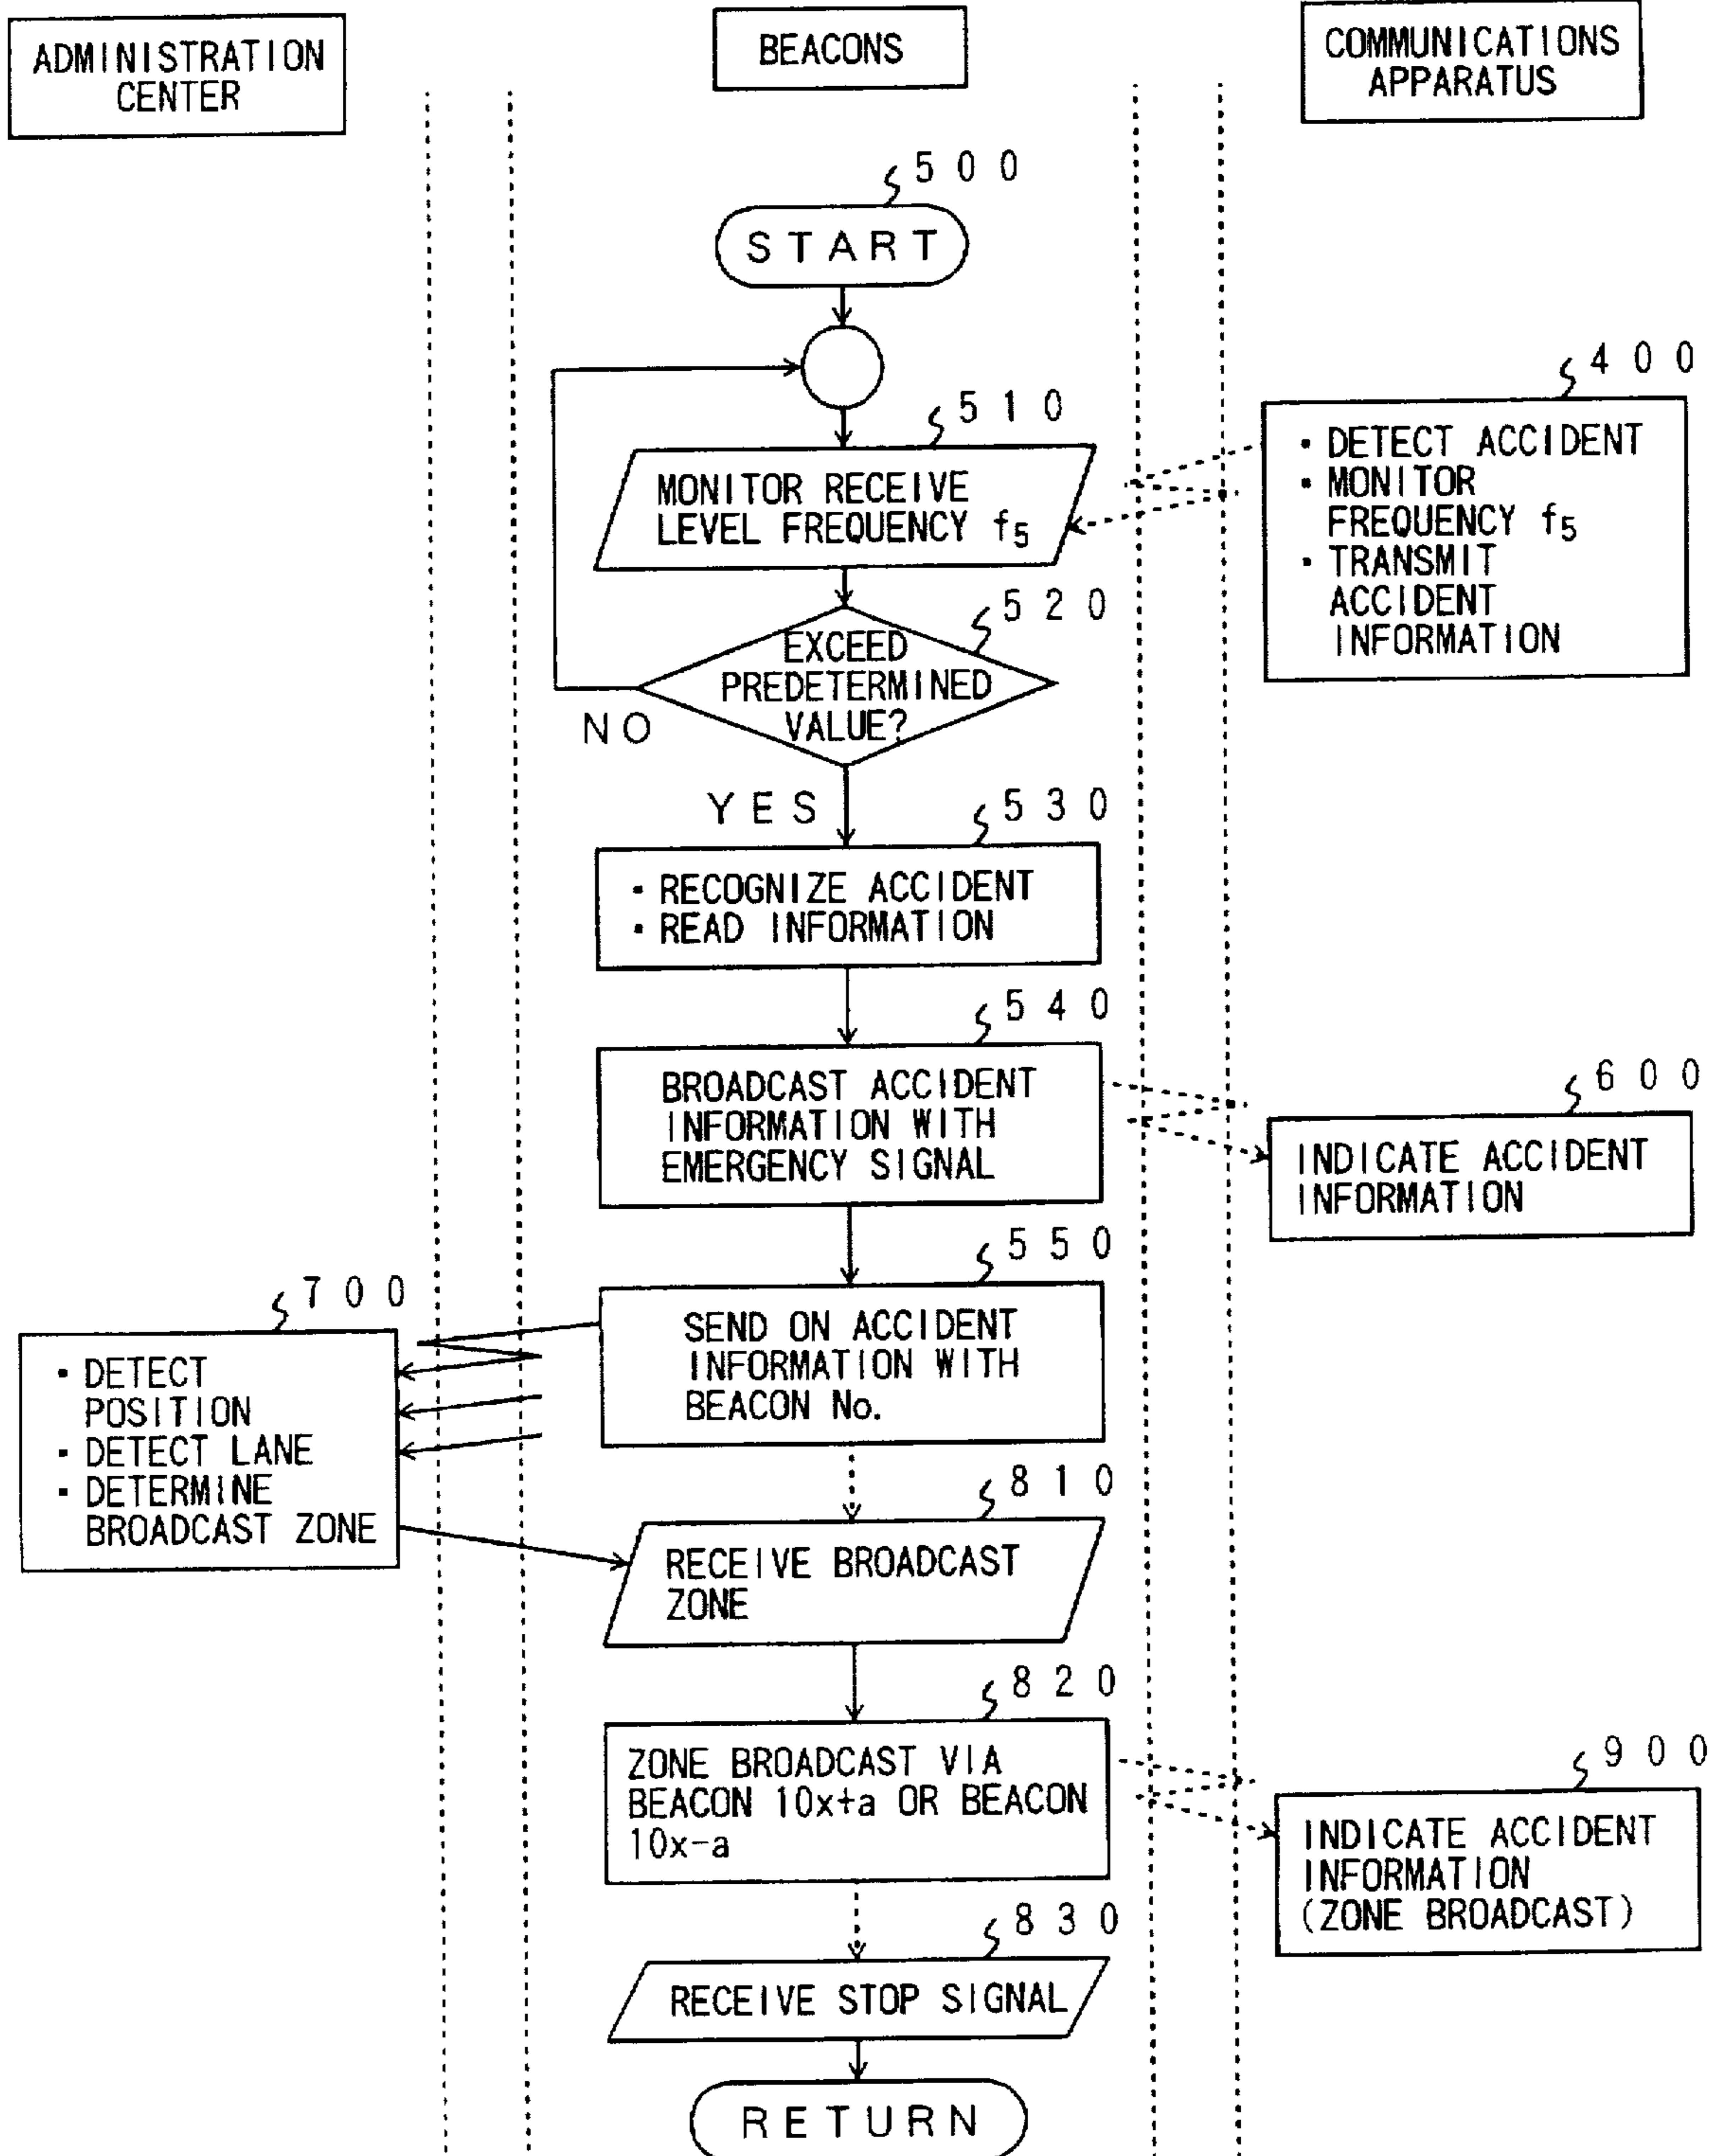 ADMINISTRATION
CENTER
BEACONS
COMMUNICATIONS
APPARATUS
500
START
510
MONITOR RECEIVE
LEVEL FREQUENCY f5
400
· DETECT ACCIDENT
· MONITOR
FREQUENCY f5
· TRANSMIT
ACCIDENT
INFORMATION
520
EXCEED
PREDETERMINED
VALUE?
NO
YES
530
· RECOGNIZE ACCIDENT
· READ INFORMATION
540
BROADCAST ACCIDENT
INFORMATION WITH
EMERGENCY SIGNAL
600
INDICATE ACCIDENT
INFORMATION
550
SEND ON ACCIDENT
INFORMATION WITH
BEACON No.
700
· DETECT
POSITION
· DETECT LANE
· DETERMINE
BROADCAST ZONE
810
RECEIVE BROADCAST
ZONE
820
ZONE BROADCAST VIA
BEACON 10x+a OR BEACON
10x-a
900
INDICATE ACCIDENT
INFORMATION
(ZONE BROADCAST)
830
RECEIVE STOP SIGNAL
RETURN